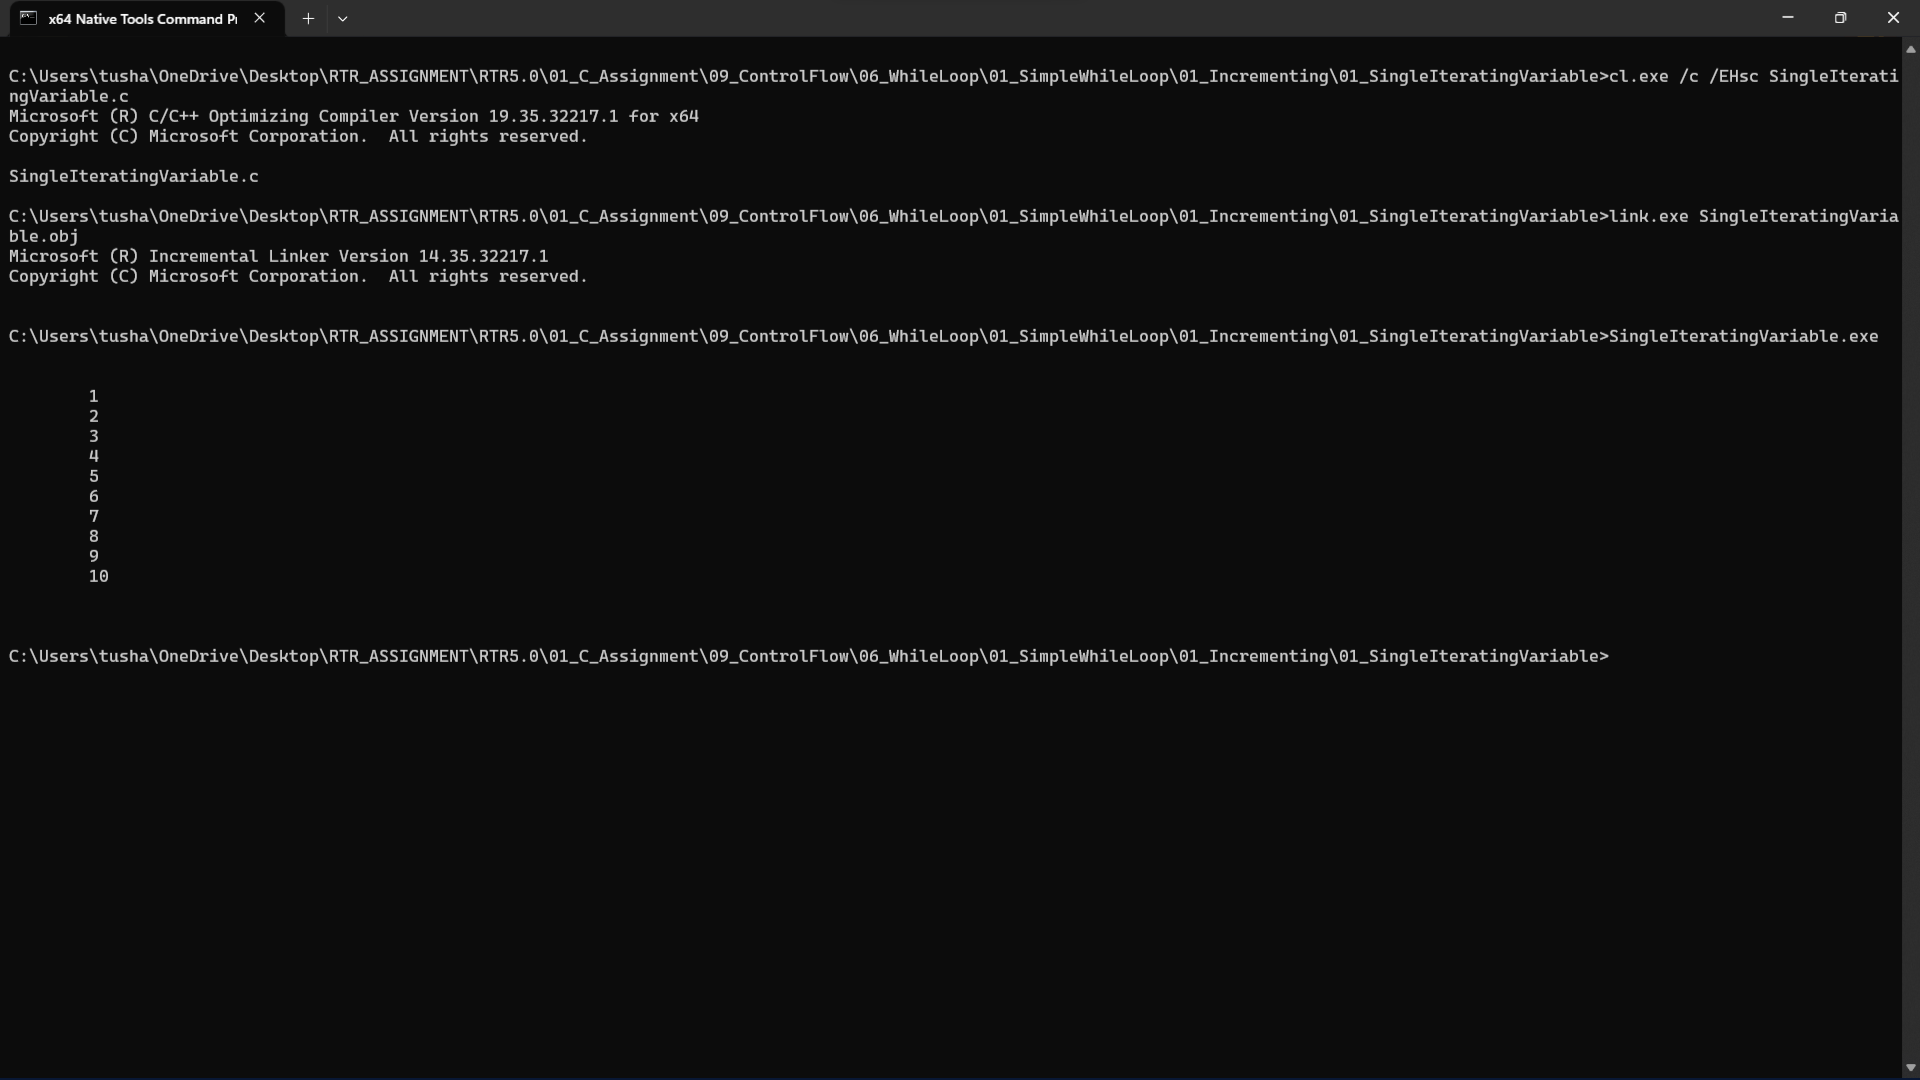 x64 Native Tools Command Pr
C:\Users\tusha\OneDrive\Desktop\RTR_ASSIGNMENT\RTR5.0\01_C_Assignment\09_ControlFlow\06_WhileLoop\01_SimpleWhileLoop\01_Incrementing\01_SingleIteratingVariable>cl.exe /c /EHsc SingleIterati
ngVariable.c
Microsoft (R) C/C++ Optimizing Compiler Version 19.35.32217.1 for x64
Copyright (C) Microsoft Corporation.  All rights reserved.
SingleIteratingVariable.c
C:\Users\tusha\OneDrive\Desktop\RTR_ASSIGNMENT\RTR5.0\01_C_Assignment\09_ControlFlow\06_WhileLoop\01_SimpleWhileLoop\01_Incrementing\01_SingleIteratingVariable>link.exe SingleIteratingVaria
ble.obj
Microsoft (R) Incremental Linker Version 14.35.32217.1
Copyright (C) Microsoft Corporation.  All rights reserved.
C:\Users\tusha\OneDrive\Desktop\RTR_ASSIGNMENT\RTR5.0\01_C_Assignment\09_ControlFlow\06_WhileLoop\01_SimpleWhileLoop\01_Incrementing\01_SingleIteratingVariable>SingleIteratingVariable.exe
1
2
3
4
5
6
7
8
9
10
C:\Users\tusha\OneDrive\Desktop\RTR_ASSIGNMENT\RTR5.0\01_C_Assignment\09_ControlFlow\06_WhileLoop\01_SimpleWhileLoop\01_Incrementing\01_SingleIteratingVariable>